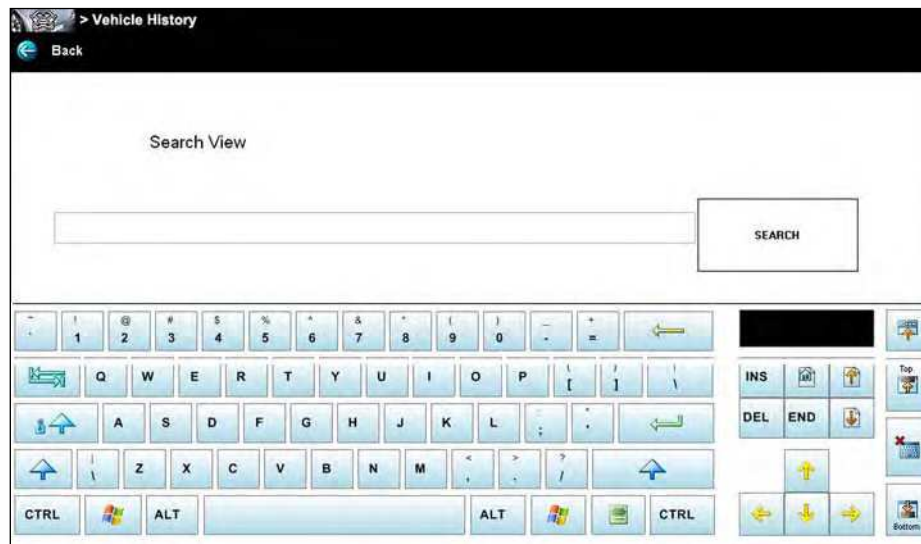 > Vehicle History
Back
Search View
SEARCH
! @ # $ % ^ & * ( ) _ +
1 2 3 4 5 6 7 8 9 0 - =
Q W E R T Y U I O P [ ] \ INS
A S D F G H J K L ; DEL END
\ Z X C V B N M , . /
< > ?
CTRL ALT ALT CTRL
Top
Bottom